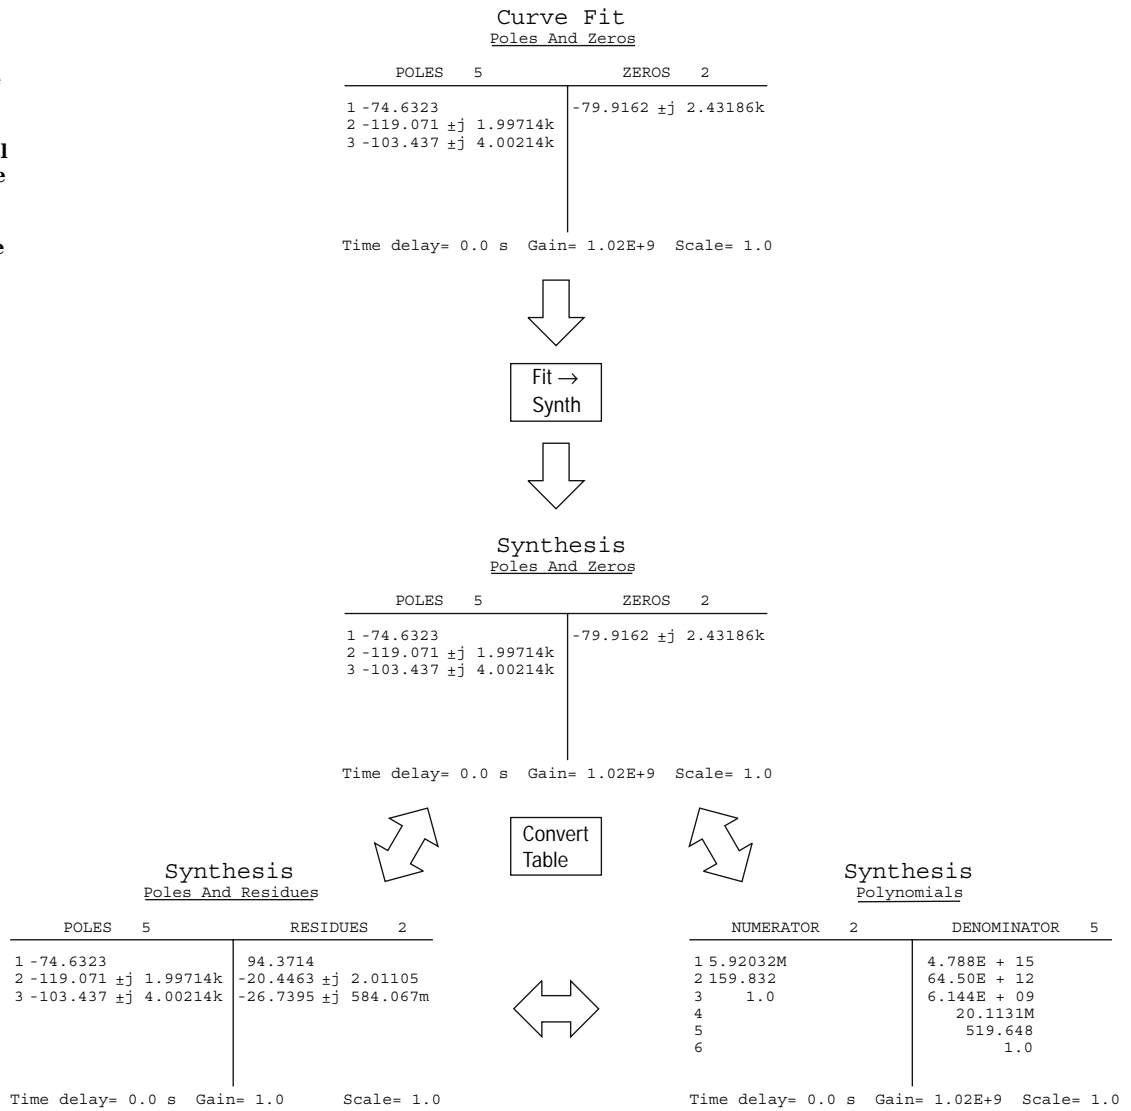 Curve Fit
Poles And Zeros
POLES 5 ZEROS 2
1 -74.6323 -79.9162 ±j 2.43186k
2 -119.071 ±j 1.99714k
3 -103.437 ±j 4.00214k
Time delay= 0.0 s Gain= 1.02E+9 Scale= 1.0
Fit →
Synth
Synthesis
Poles And Zeros
POLES 5 ZEROS 2
1 -74.6323 -79.9162 ±j 2.43186k
2 -119.071 ±j 1.99714k
3 -103.437 ±j 4.00214k
Time delay= 0.0 s Gain= 1.02E+9 Scale= 1.0
Convert
Table
Synthesis
Poles And Residues
POLES 5 RESIDUES 2
1 -74.6323 94.3714
2 -119.071 ±j 1.99714k -20.4463 ±j 2.01105
3 -103.437 ±j 4.00214k -26.7395 ±j 584.067m
Time delay= 0.0 s Gain= 1.0 Scale= 1.0
Synthesis
Polynomials
NUMERATOR 2 DENOMINATOR 5
1 5.92032M 4.788E + 15
2 159.832 64.50E + 12
3 1.0 6.144E + 09
4 20.1131M
5 519.648
6 1.0
Time delay= 0.0 s Gain= 1.02E+9 Scale= 1.0